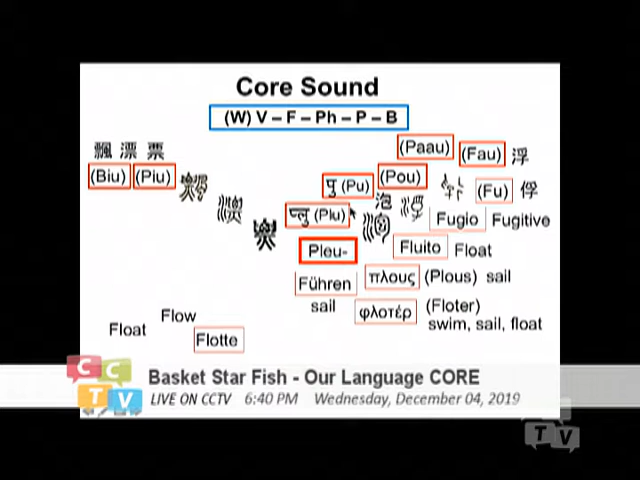 Core Sound
(W) V – F – Ph – P – B
(Paau)
飄 漂 票 (Fau) 浮
(Biu) (Piu) पु (Pu) (Pou) (Fu) 俘
泡
प्लु (Plu) Fugio Fugitive
Pleu- Fluito Float
Führen πλους (Plous) sail
sail φλοτέρ (Floter)
Flow swim, sail, float
Float Flotte
CCTV
Basket Star Fish - Our Language CORE
LIVE ON CCTV 6:40 PM Wednesday, December 04, 2019
TV